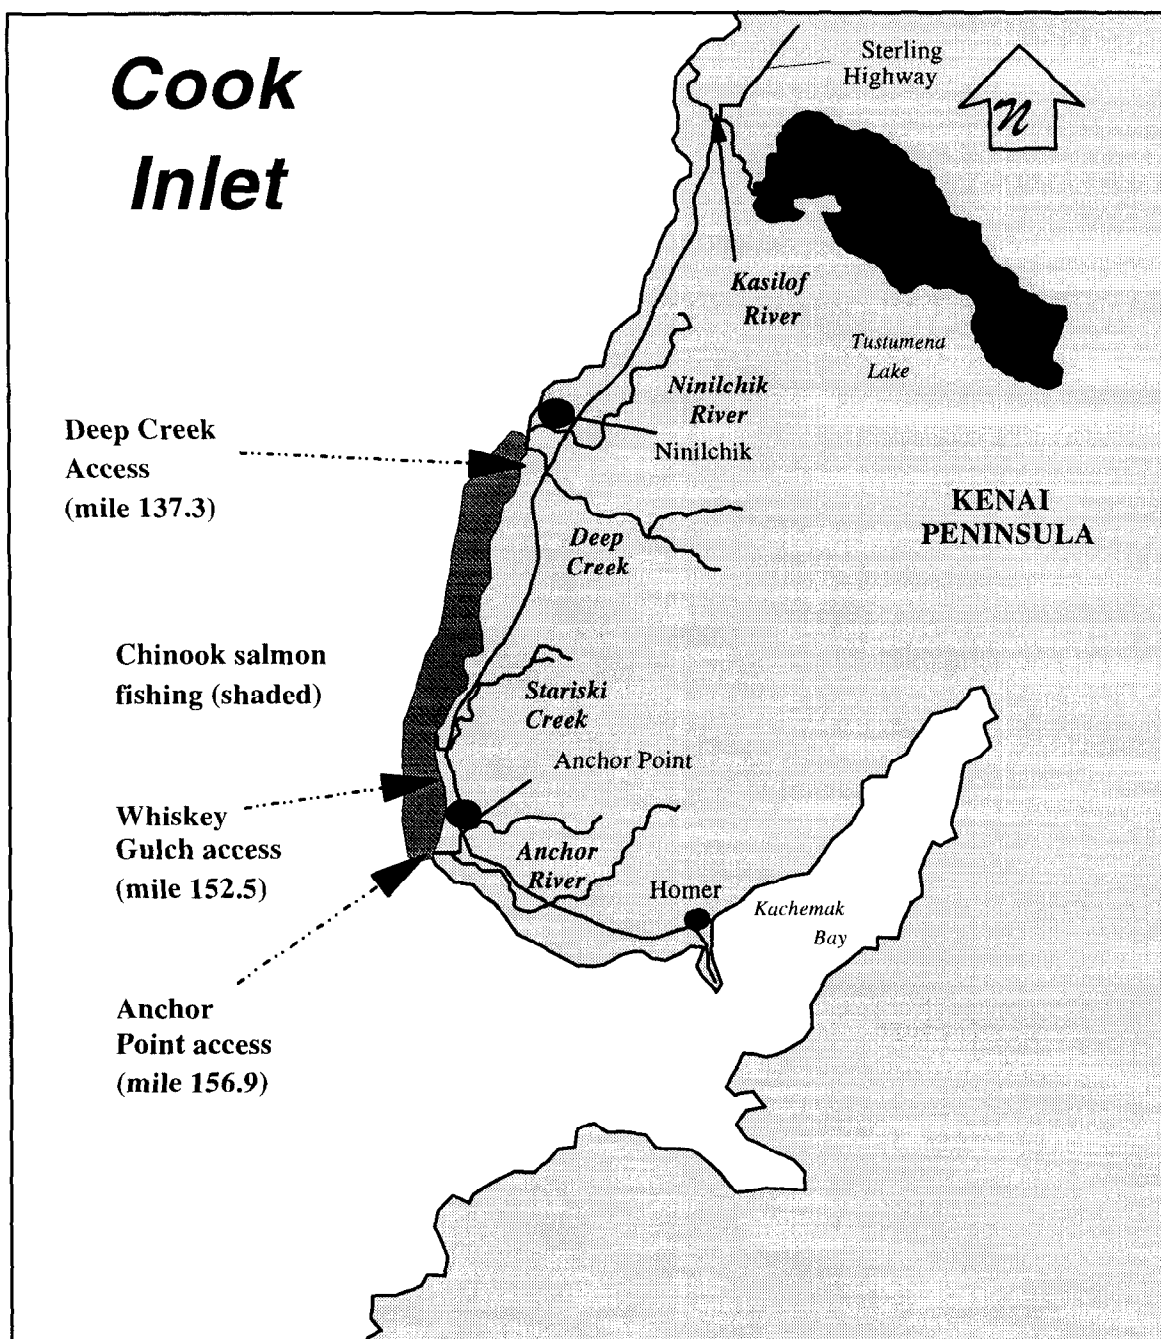 Cook
Inlet
Sterling
Highway
n
Kasilof
River
Tustumena
Lake
Ninilchik
River
Ninilchik
Deep Creek
Access
(mile 137.3)
KENAI
PENINSULA
Deep
Creek
Chinook salmon
fishing (shaded)
Stariski
Creek
Anchor Point
Whiskey
Gulch access
(mile 152.5)
Anchor
River
Homer
Kachemak
Bay
Anchor
Point access
(mile 156.9)